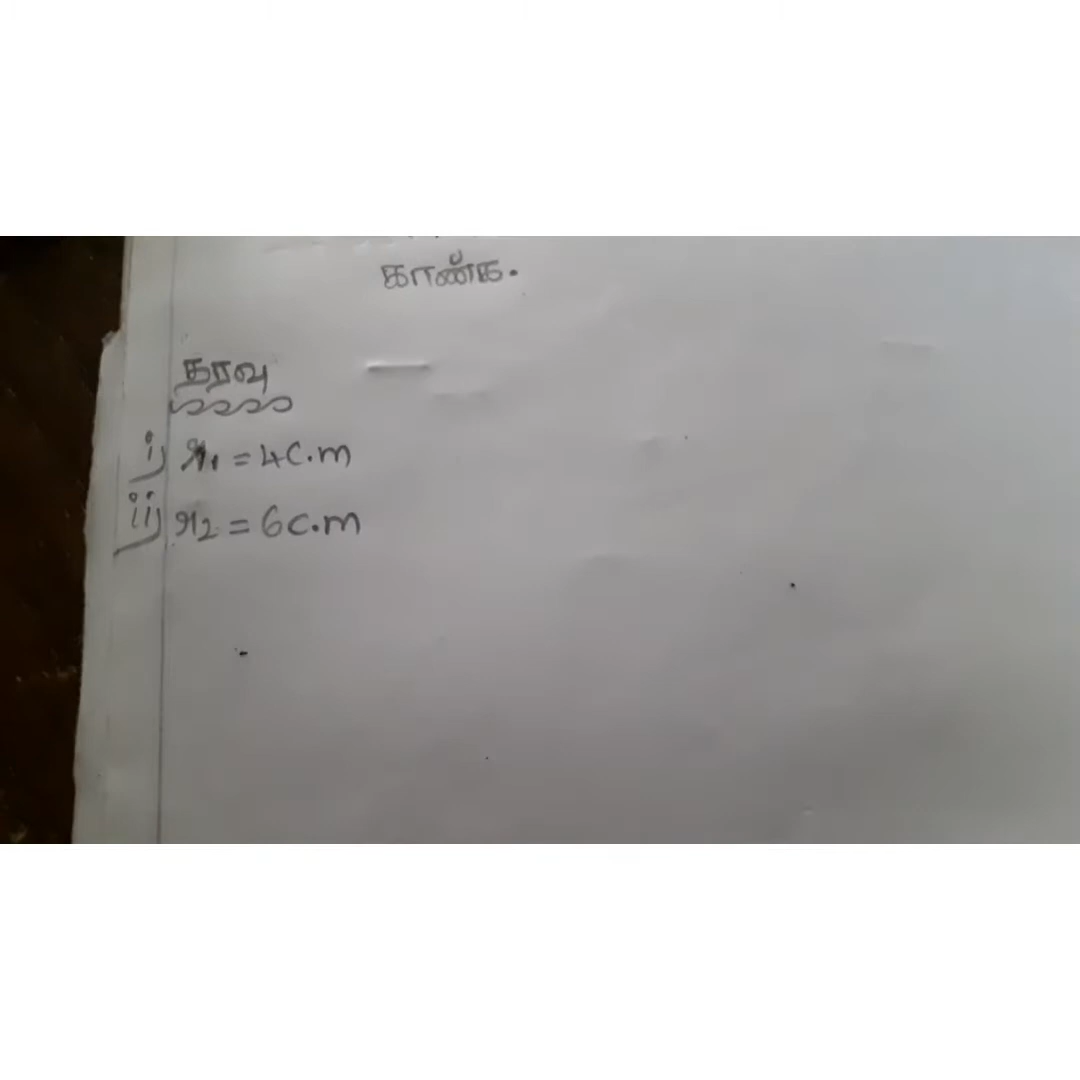 காண்க.
தரவு
i) r1 = 4C.m
ii) r2 = 6C.m